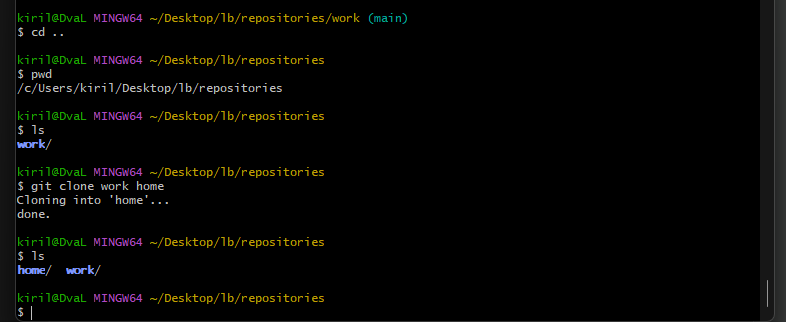 kiril@DvaL MINGW64 ~/Desktop/lb/repositories/work (main)
$ cd ..
kiril@DvaL MINGW64 ~/Desktop/lb/repositories
$ pwd
/c/Users/kiril/Desktop/lb/repositories
kiril@DvaL MINGW64 ~/Desktop/lb/repositories
$ ls
work/
kiril@DvaL MINGW64 ~/Desktop/lb/repositories
$ git clone work home
Cloning into 'home'...
done.
kiril@DvaL MINGW64 ~/Desktop/lb/repositories
$ ls
home/  work/
kiril@DvaL MINGW64 ~/Desktop/lb/repositories
$